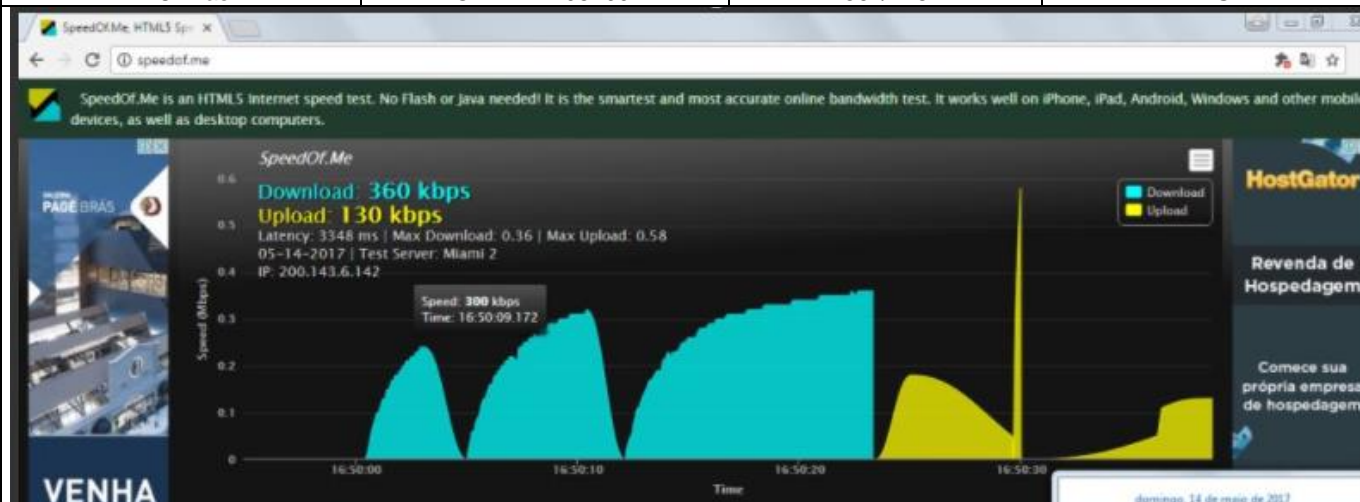 SpeedOf.Me, HTML5 Sp
speedof.me
SpeedOf.Me is an HTML5 Internet speed test. No Flash or Java needed! It is the smartest and most accurate online bandwidth test. It works well on iPhone, iPad, Android, Windows and other mobile
devices, as well as desktop computers.
SpeedOf.Me
Download: 360 kbps
Upload: 130 kbps
Latency: 3348 ms | Max Download: 0.36 | Max Upload: 0.58
05-14-2017 | Test Server: Miami 2
IP: 200.143.6.142
Download
Upload
Speed: 300 kbps
Time: 16:50:09.172
Speed (Mbps)
0.6
0.5
0.4
0.3
0.2
0.1
0
16:50:00
16:50:10
16:50:20
16:50:30
Time
PAGÉ BRÁS
VENHA
HostGator
Revenda de
Hospedagem
Comece sua
própria empresa
de hospedagem
domingo, 14 de maio de 2017